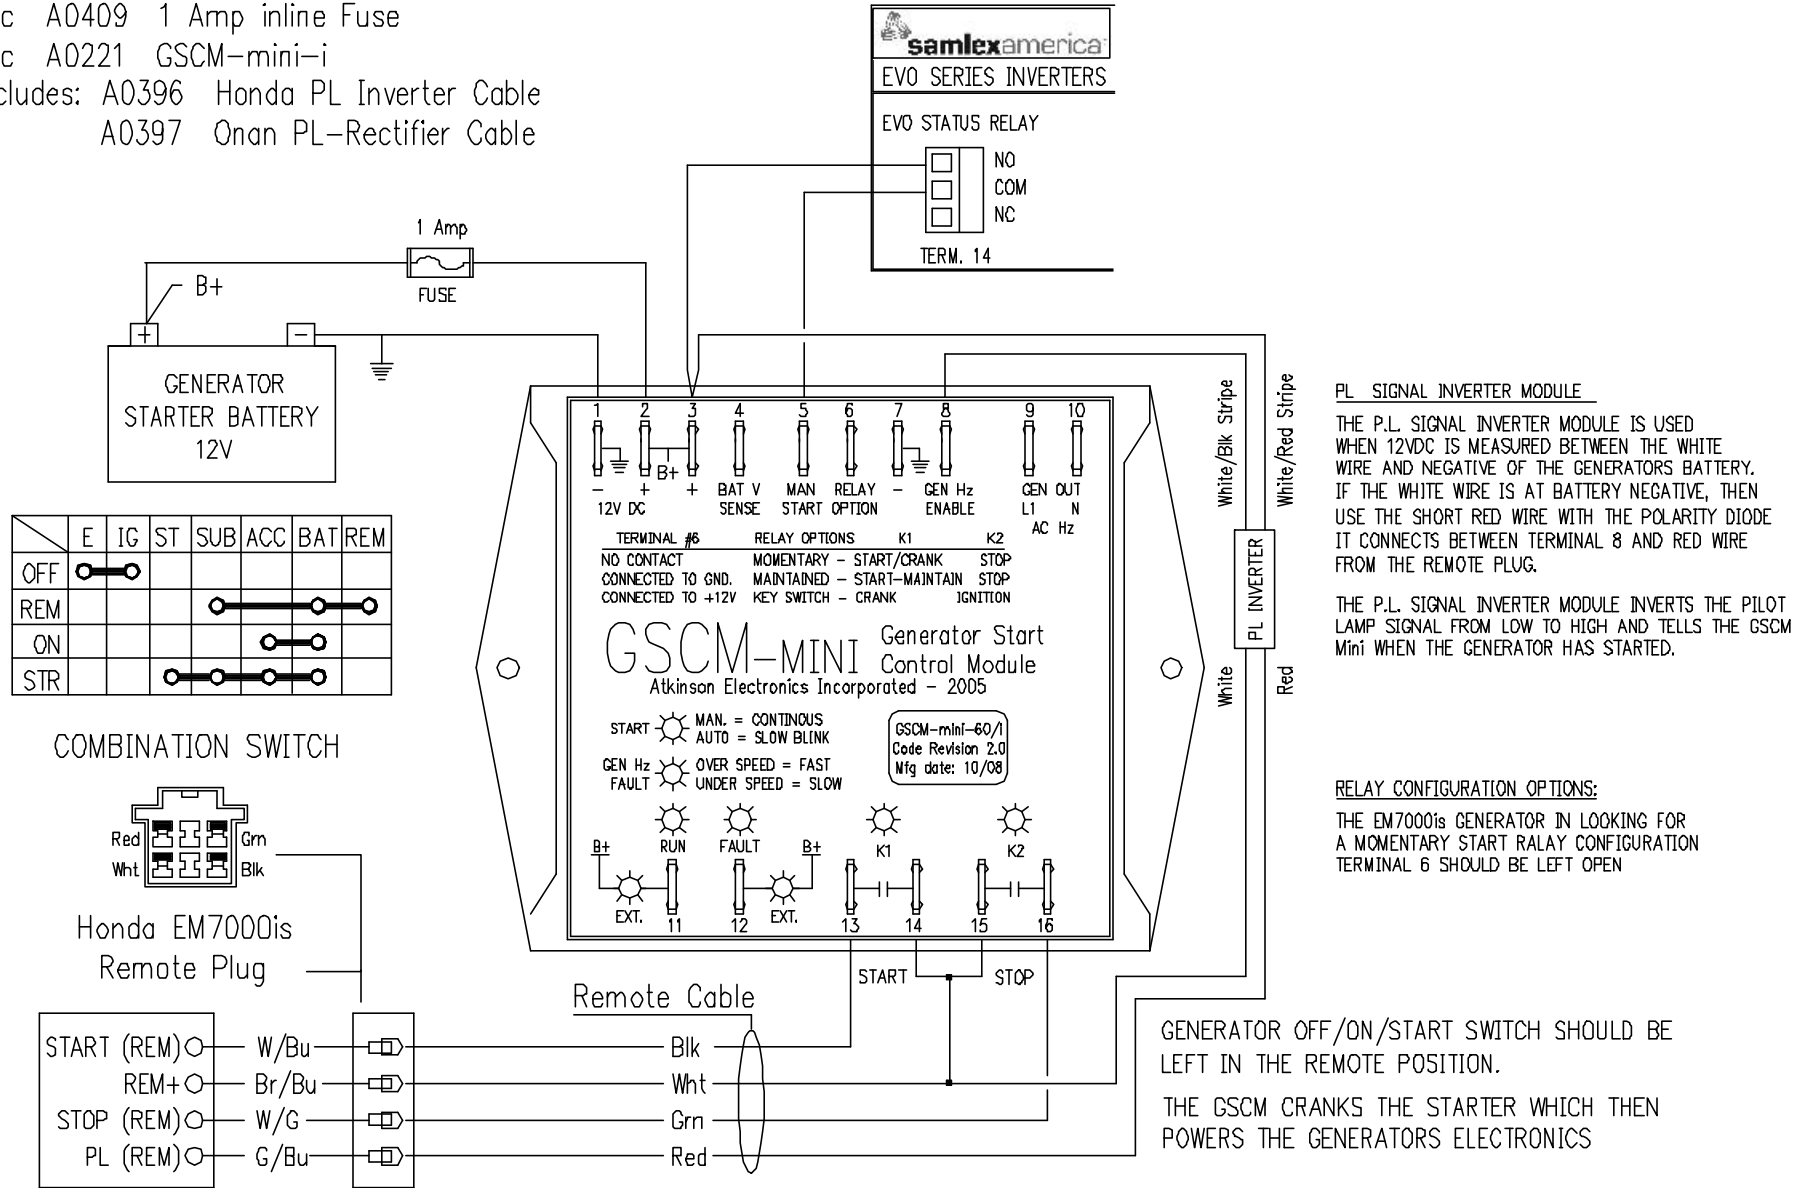 c A0409 1 Amp inline Fuse
c A0221 GSCM-mini-i
cludes: A0396 Honda PL Inverter Cable
A0397 Onan PL-Rectifier Cable
samlexamerica
EVO SERIES INVERTERS
EVO STATUS RELAY
NO
COM
NC
TERM. 14
1 Amp
FUSE
B+
+ -
GENERATOR
STARTER BATTERY
12V
E IG ST SUB ACC BAT REM
OFF
REM
ON
STR
COMBINATION SWITCH
Red Grn
Wht Blk
Honda EM7000is
Remote Plug
START (REM) W/Bu Blk
REM+ Br/Bu Wht
STOP (REM) W/G Grn
PL (REM) G/Bu Red
Remote Cable
1 2 3 4 5 6 7 8 9 10
B+
- + + BAT V MAN RELAY - GEN Hz GEN OUT
12V DC SENSE START OPTION ENABLE L1 N
AC Hz
TERMINAL #6 RELAY OPTIONS K1 K2
NO CONTACT MOMENTARY - START/CRANK STOP
CONNECTED TO GND. MAINTAINED - START-MAINTAIN STOP
CONNECTED TO +12V KEY SWITCH - CRANK IGNITION
GSCM-MINI Generator Start
Control Module
Atkinson Electronics Incorporated - 2005
START MAN. = CONTINOUS
AUTO = SLOW BLINK
GEN Hz OVER SPEED = FAST
FAULT UNDER SPEED = SLOW
GSCM-mini-60/i
Code Revision 2.0
Mfg date: 10/08
B+ RUN FAULT B+ K1 K2
EXT. EXT.
11 12 13 14 15 16
START STOP
White/Blk Stripe
White/Red Stripe
PL INVERTER
White
Red
PL SIGNAL INVERTER MODULE
THE P.L. SIGNAL INVERTER MODULE IS USED
WHEN 12VDC IS MEASURED BETWEEN THE WHITE
WIRE AND NEGATIVE OF THE GENERATORS BATTERY.
IF THE WHITE WIRE IS AT BATTERY NEGATIVE, THEN
USE THE SHORT RED WIRE WITH THE POLARITY DIODE
IT CONNECTS BETWEEN TERMINAL 8 AND RED WIRE
FROM THE REMOTE PLUG.
THE P.L. SIGNAL INVERTER MODULE INVERTS THE PILOT
LAMP SIGNAL FROM LOW TO HIGH AND TELLS THE GSCM
Mini WHEN THE GENERATOR HAS STARTED.
RELAY CONFIGURATION OPTIONS:
THE EM7000is GENERATOR IN LOOKING FOR
A MOMENTARY START RALAY CONFIGURATION
TERMINAL 6 SHOULD BE LEFT OPEN
GENERATOR OFF/ON/START SWITCH SHOULD BE
LEFT IN THE REMOTE POSITION.
THE GSCM CRANKS THE STARTER WHICH THEN
POWERS THE GENERATORS ELECTRONICS